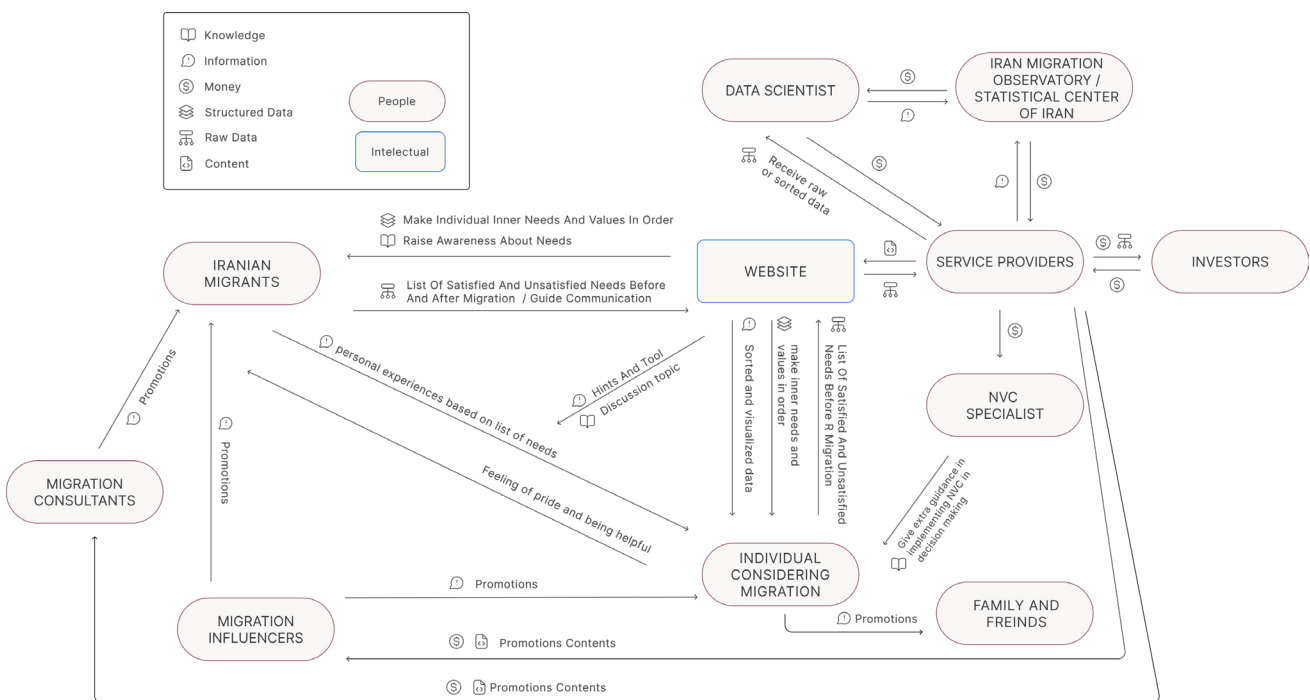 Knowledge
Information
Money
Structured Data
Raw Data
Content
People
Intelectual
DATA SCIENTIST
IRAN MIGRATION
OBSERVATORY /
STATISTICAL CENTER
OF IRAN
Receive raw
or sorted data
Make Individual Inner Needs And Values In Order
Raise Awareness About Needs
IRANIAN
MIGRANTS
WEBSITE
SERVICE PROVIDERS
INVESTORS
List Of Satisfied And Unsatisfied Needs Before
And After Migration / Guide Communication
Promotions
Promotions
personal experiences based on list of needs
Feeling of pride and being helpful
Hints And Tool
Discussion topic
Sorted and visualized data
make inner needs and
values in order
List Of Satisfied And Unsatisfied
Needs Before R Migration
NVC
SPECIALIST
Give extra guidance in
implementing NVC in
decision making
MIGRATION
CONSULTANTS
INDIVIDUAL
CONSIDERING
MIGRATION
Promotions
MIGRATION
INFLUENCERS
Promotions
FAMILY AND
FREINDS
Promotions Contents
Promotions Contents